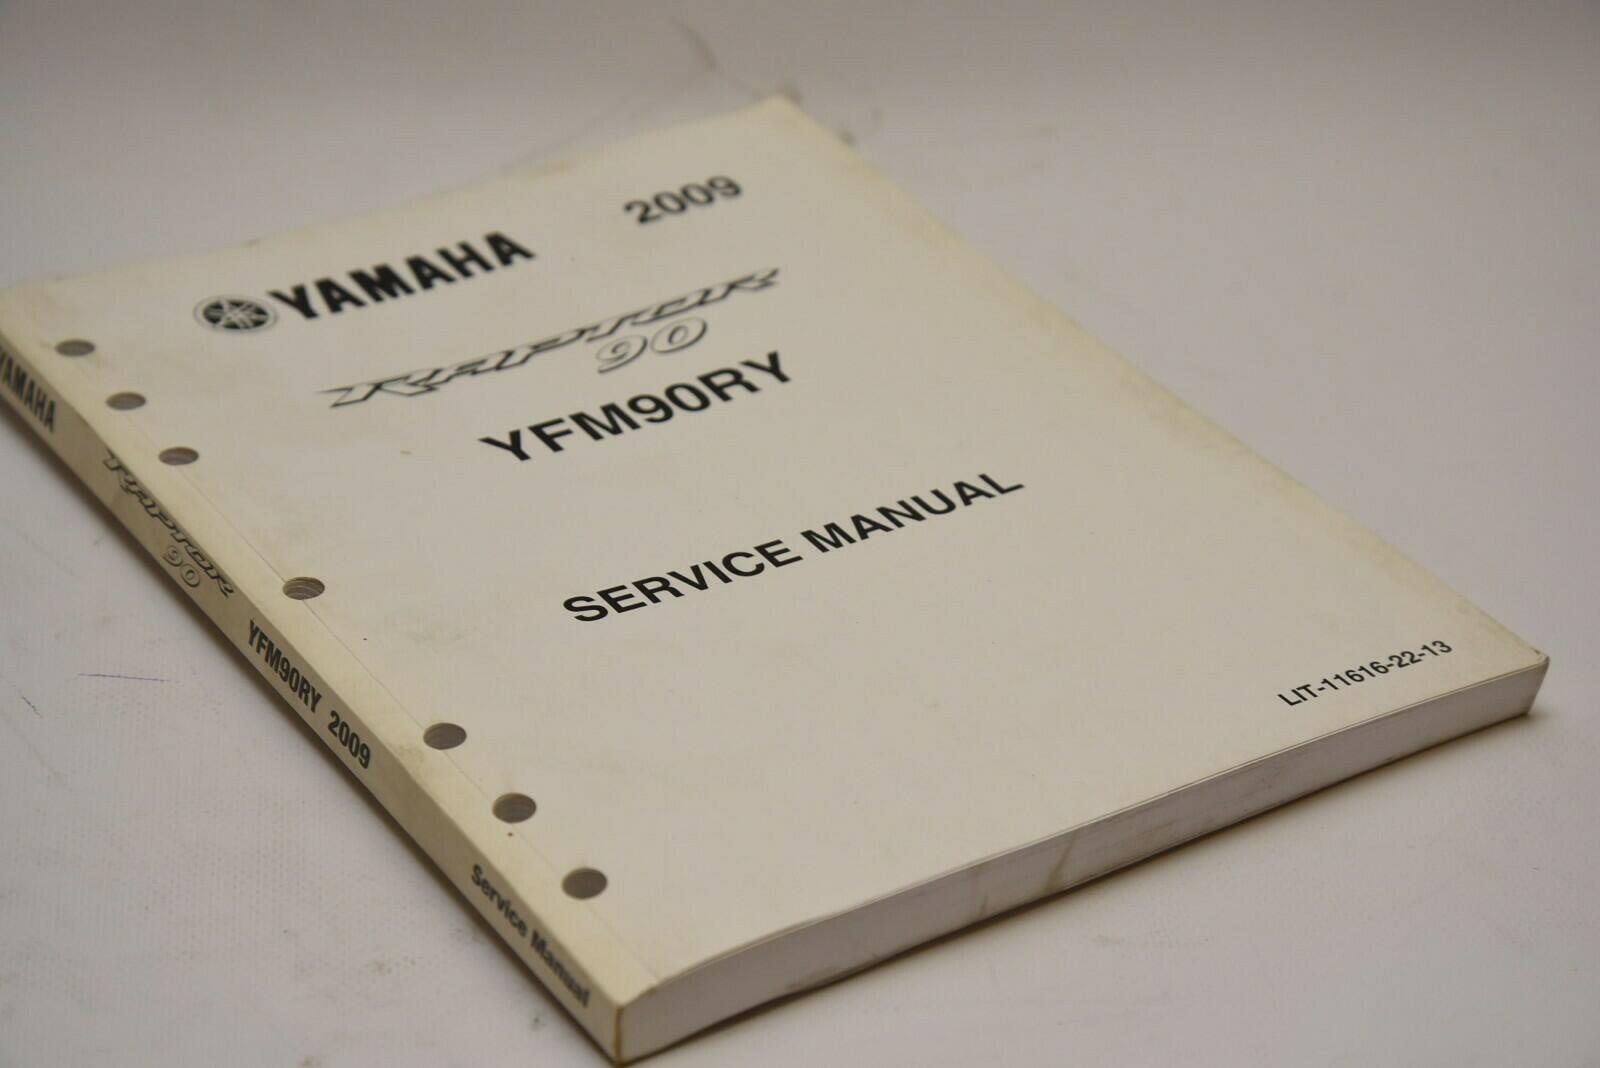 2009
YAMAHA
RAPTOR
90
YFM90RY
SERVICE MANUAL
LIT-11616-22-13
YAMAHA
RAPTOR
90
YFM90RY 2009
Service Manual